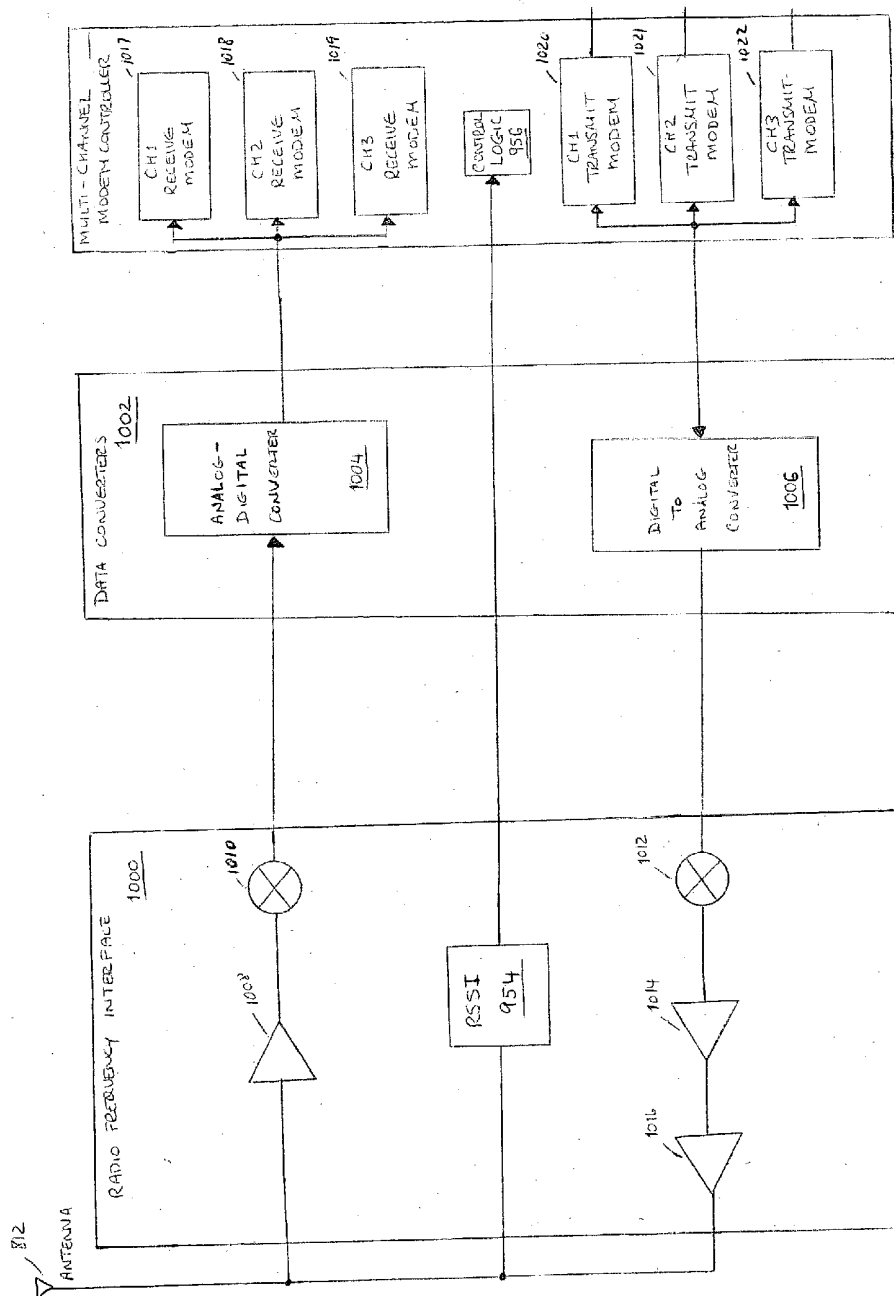 812
ANTENNA
RADIO FREQUENCY INTERFACE
1000
1008
1010
RSSI
954
1012
1014
1016
DATA CONVERTERS
1002
ANALOG-
DIGITAL
CONVERTER
1004
DIGITAL
TO
ANALOG
CONVERTER
1006
MULTI-CHANNEL
MODEM CONTROLLER
1017
CH1
RECEIVE
MODEM
1018
CH2
RECEIVE
MODEM
1019
CH3
RECEIVE
MODEM
CONTROL
LOGIC
956
1020
CH1
TRANSMIT
MODEM
1021
CH2
TRANSMIT
MODEM
1022
CH3
TRANSMIT-
MODEM